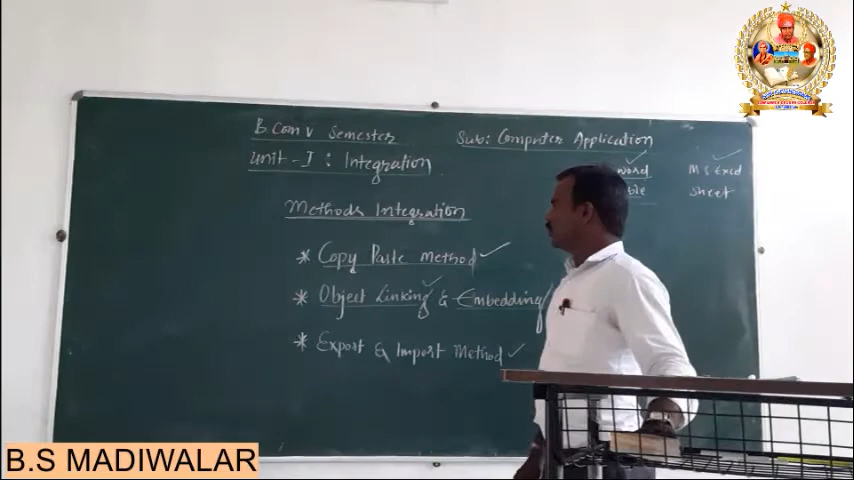 B.Com V Semester
Sub: Computer Application
Unit - I : Integration
word
MS Excel
Sheet
Methods Integration
* Copy Paste Method ✓
* Object Linking & Embedding
* Export & Import Method ✓
B.S MADIWALAR